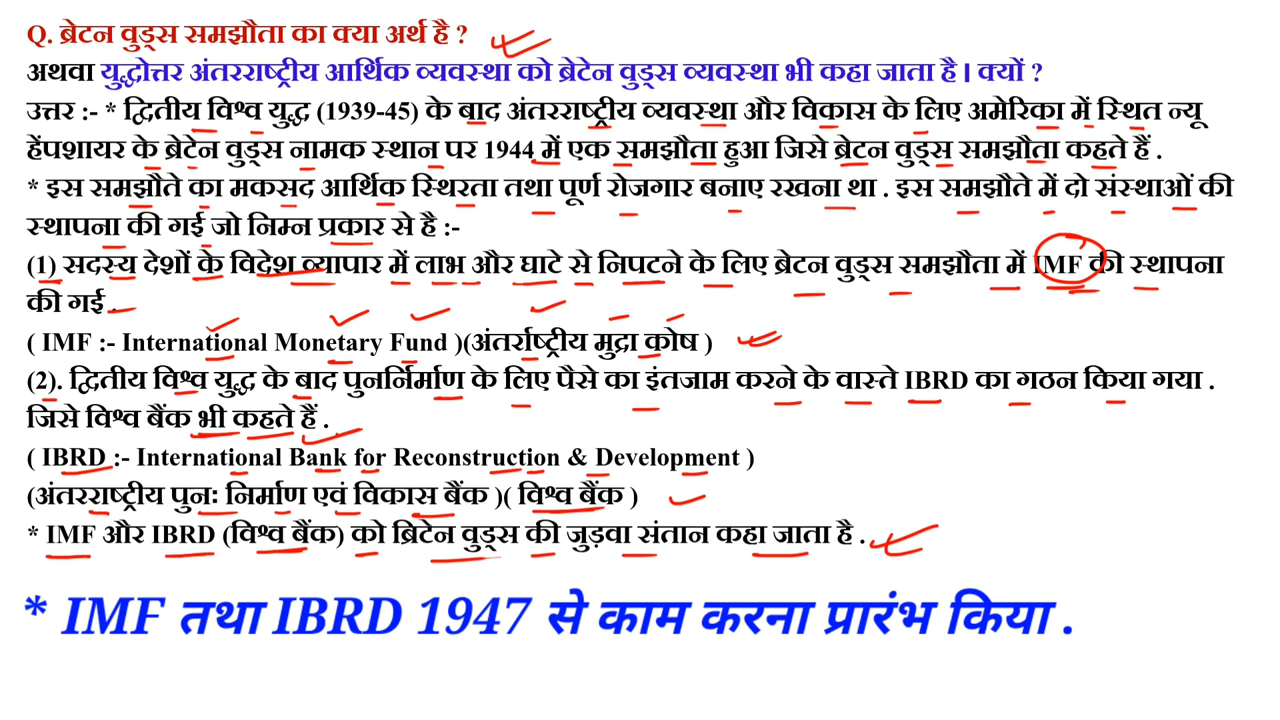 Q. ब्रेटन वुड्स समझौता का क्या अर्थ है ?
अथवा युद्धोत्तर अंतरराष्ट्रीय आर्थिक व्यवस्था को ब्रेटेन वुड्स व्यवस्था भी कहा जाता है। क्यों ?
उत्तर :- * द्वितीय विश्व युद्ध (1939-45) के बाद अंतरराष्ट्रीय व्यवस्था और विकास के लिए अमेरिका में स्थित न्यू
हेंपशायर के ब्रेटेन वुड्स नामक स्थान पर 1944 में एक समझौता हुआ जिसे ब्रेटन वुड्स समझौता कहते हैं .
* इस समझौते का मकसद आर्थिक स्थिरता तथा पूर्ण रोजगार बनाए रखना था . इस समझौते में दो संस्थाओं की
स्थापना की गई जो निम्न प्रकार से है :-
(1) सदस्य देशों के विदेश व्यापार में लाभ और घाटे से निपटने के लिए ब्रेटन वुड्स समझौता में IMF की स्थापना
की गई .
( IMF :- International Monetary Fund )(अंतर्राष्ट्रीय मुद्रा कोष )
(2). द्वितीय विश्व युद्ध के बाद पुनर्निर्माण के लिए पैसे का इंतजाम करने के वास्ते IBRD का गठन किया गया .
जिसे विश्व बैंक भी कहते हैं .
( IBRD :- International Bank for Reconstruction & Development )
(अंतरराष्ट्रीय पुनः निर्माण एवं विकास बैंक )( विश्व बैंक )
* IMF और IBRD (विश्व बैंक) को ब्रिटेन वुड्स की जुड़वा संतान कहा जाता है .
* IMF तथा IBRD 1947 से काम करना प्रारंभ किया .